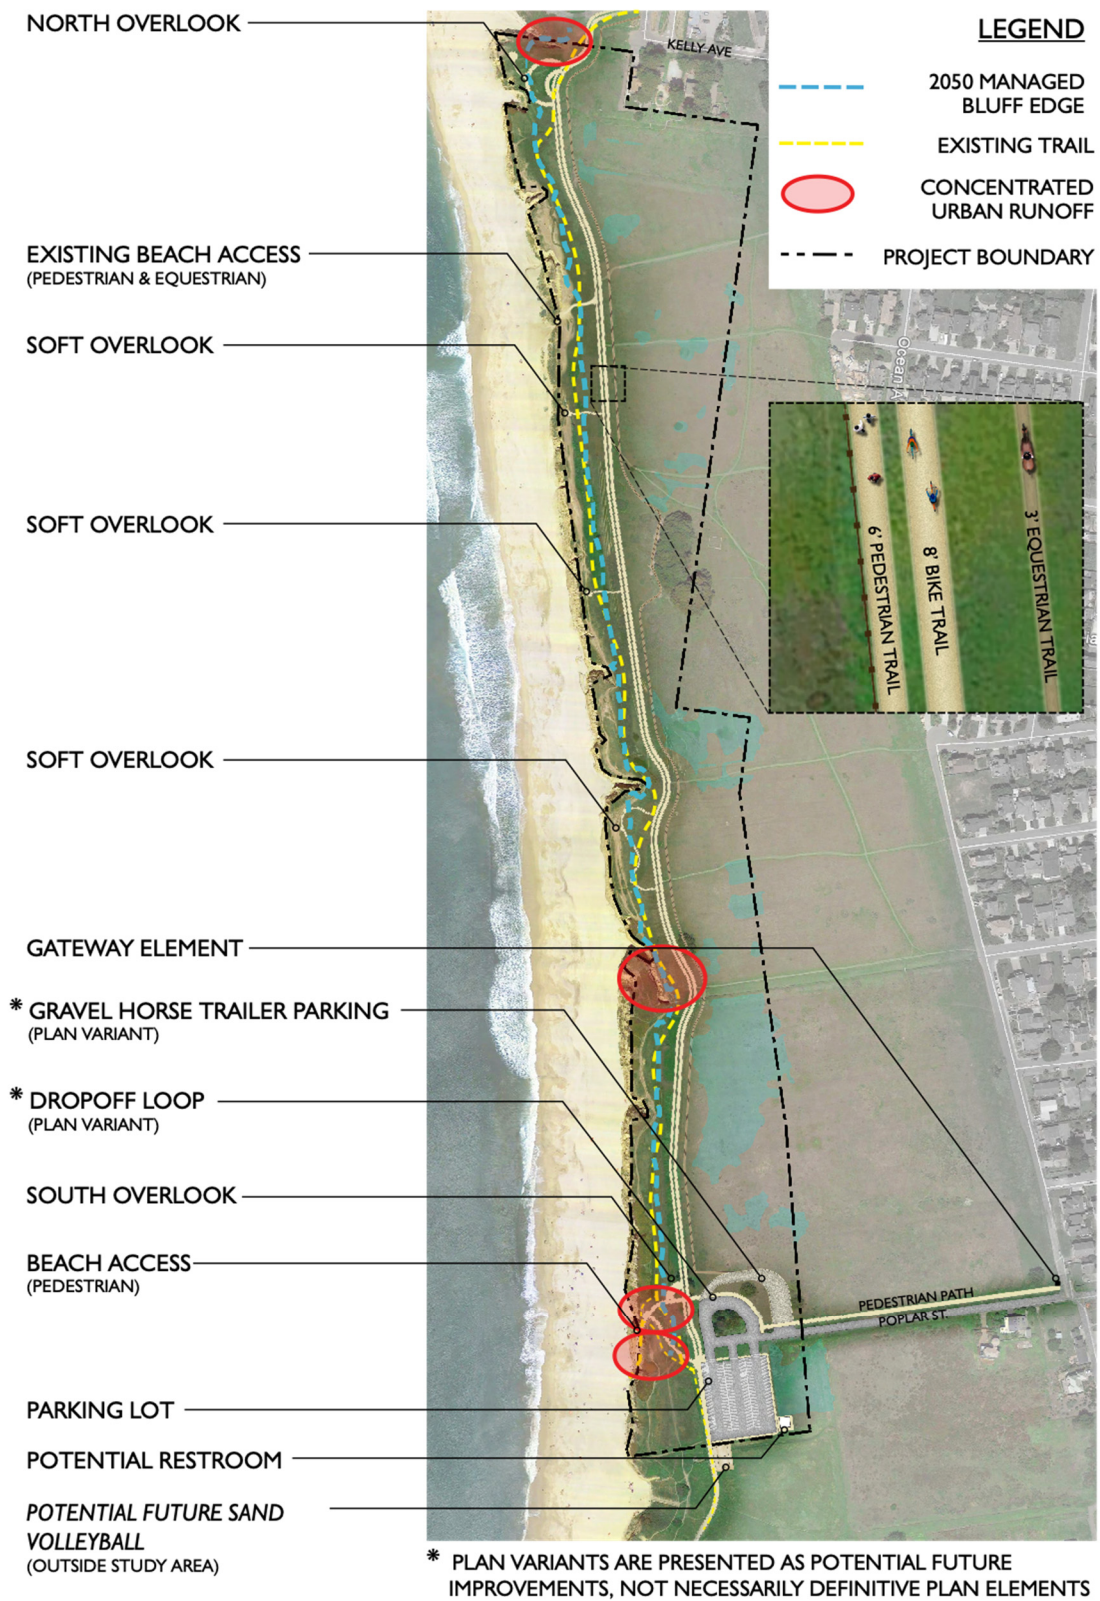 NORTH OVERLOOK
KELLY AVE
LEGEND
2050 MANAGED
BLUFF EDGE
EXISTING TRAIL
CONCENTRATED
URBAN RUNOFF
PROJECT BOUNDARY
EXISTING BEACH ACCESS
(PEDESTRIAN & EQUESTRIAN)
SOFT OVERLOOK
Ocean A
6' PEDESTRIAN TRAIL
8' BIKE TRAIL
3' EQUESTRIAN TRAIL
SOFT OVERLOOK
SOFT OVERLOOK
GATEWAY ELEMENT
* GRAVEL HORSE TRAILER PARKING
(PLAN VARIANT)
* DROPOFF LOOP
(PLAN VARIANT)
SOUTH OVERLOOK
BEACH ACCESS
(PEDESTRIAN)
PEDESTRIAN PATH
POPLAR ST.
PARKING LOT
POTENTIAL RESTROOM
POTENTIAL FUTURE SAND
VOLLEYBALL
(OUTSIDE STUDY AREA)
* PLAN VARIANTS ARE PRESENTED AS POTENTIAL FUTURE
IMPROVEMENTS, NOT NECESSARILY DEFINITIVE PLAN ELEMENTS